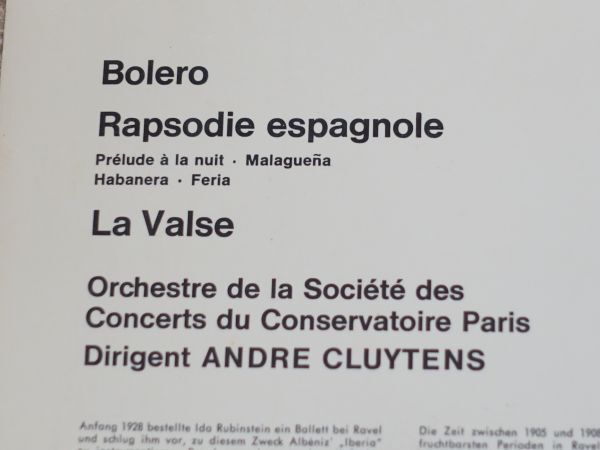 Bolero
Rapsodie espagnole
Prélude à la nuit · Malagueña
Habanera · Feria
La Valse
Orchestre de la Société des
Concerts du Conservatoire Paris
Dirigent ANDRE CLUYTENS
Anfang 1928 bestellte Ida Rubinstein ein Ballett bei Ravel
und schlug ihm vor, zu diesem Zweck Albéniz' „Iberia"
Die Zeit zwischen 1905 und 1908
fruchtbarsten Perioden in Ravel